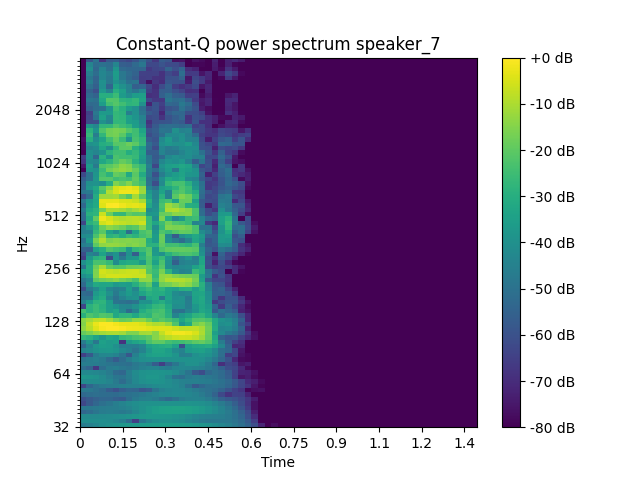 Constant-Q power spectrum speaker_7
Hz
2048
1024
512
256
128
64
32
0 0.15 0.3 0.45 0.6 0.75 0.9 1.1 1.2 1.4
Time
+0 dB
-10 dB
-20 dB
-30 dB
-40 dB
-50 dB
-60 dB
-70 dB
-80 dB